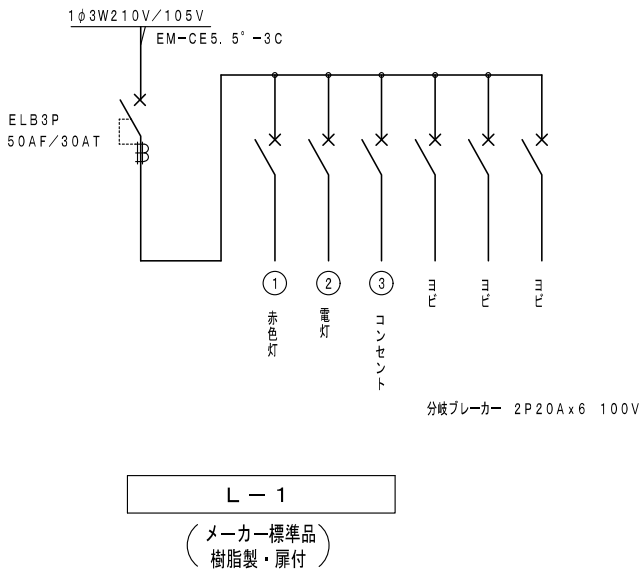 1φ3W210V/105V
EM-CE5.5°-3C
ELB3P
50AF/30AT
1
2
3
赤色灯
電灯
コンセント
ヨビ
ヨビ
ヨビ
分岐ブレーカー 2P20Ax6 100V
L-1
(メーカー標準品
樹脂製・扉付)